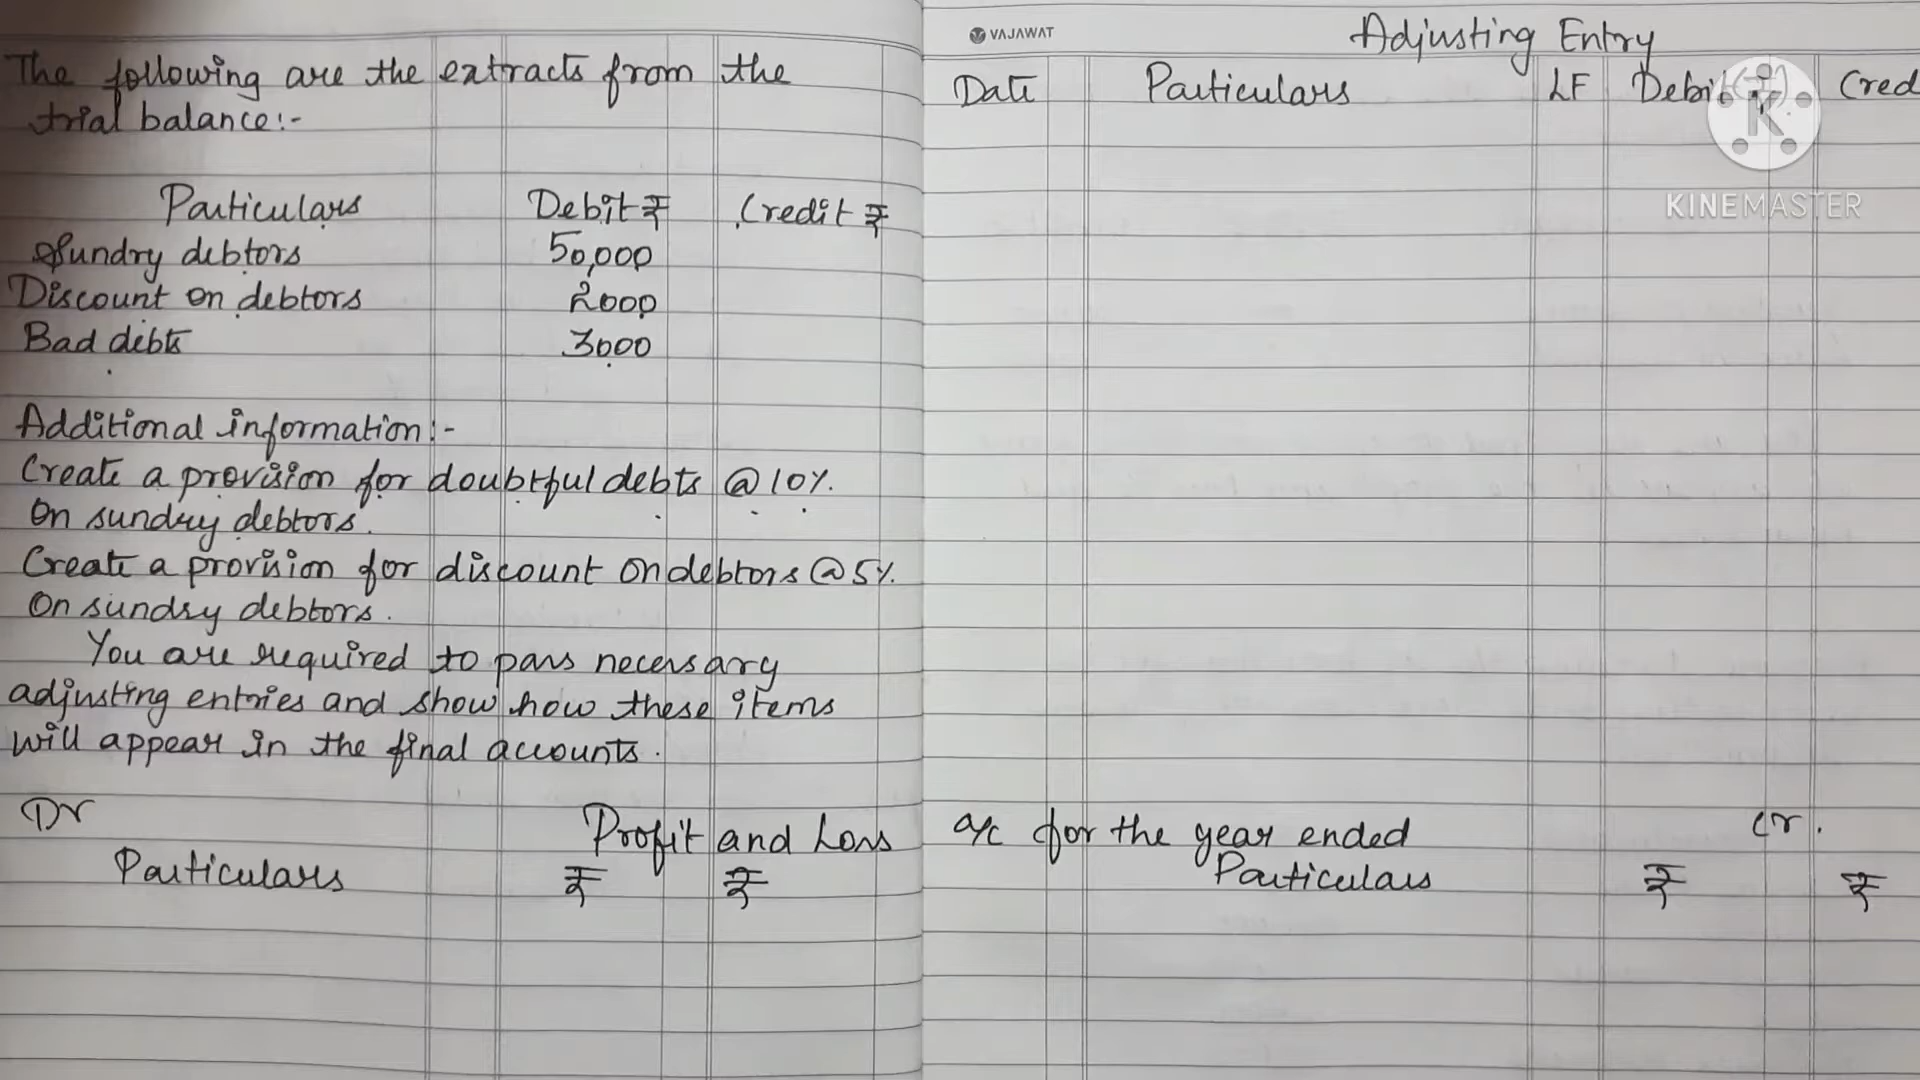 The following are the extracts from the
trial balance:-
Particulars Debit ₹ Credit ₹
Sundry debtors 50,000
Discount on debtors 2000
Bad debts 3000
Additional information:-
Create a provision for doubtful debts @ 10%.
On sundry debtors.
Create a provision for discount on debtors @ 5%.
On sundry debtors.
You are required to pass necessary
adjusting entries and show how these items
will appear in the final accounts.
VAJAWAT
Adjusting Entry
Date Particulars LF Debit (₹) Cred
K
KINEMASTER
Dr Profit and Loss a/c for the year ended Cr.
Particulars ₹ ₹ Particulars ₹ ₹